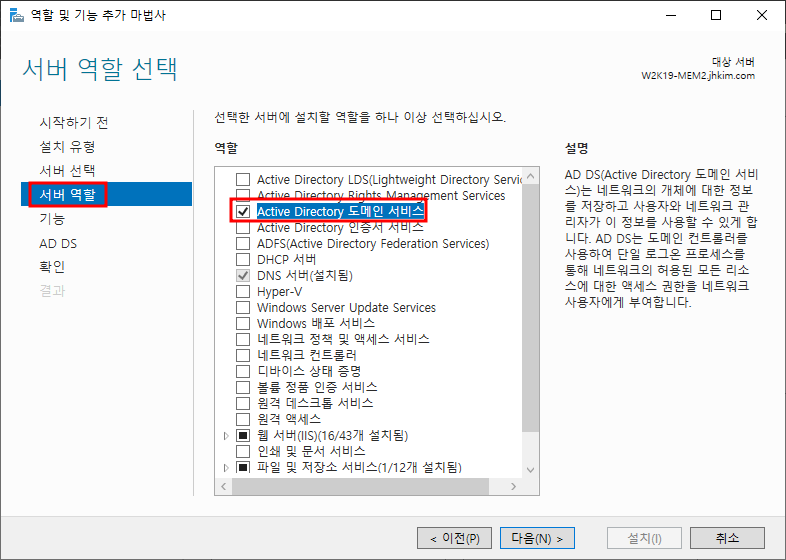 역할 및 기능 추가 마법사
서버 역할 선택
대상 서버
W2K19-MEM2.jhkim.com
시작하기 전
설치 유형
서버 선택
서버 역할
기능
AD DS
확인
결과
선택한 서버에 설치할 역할을 하나 이상 선택하십시오.
역할
Active Directory LDS(Lightweight Directory Servic
Active Directory Rights Management Services
Active Directory 도메인 서비스
Active Directory 인증서 서비스
ADFS(Active Directory Federation Services)
DHCP 서버
DNS 서버(설치됨)
Hyper-V
Windows Server Update Services
Windows 배포 서비스
네트워크 정책 및 액세스 서비스
네트워크 컨트롤러
디바이스 상태 증명
볼륨 정품 인증 서비스
원격 데스크톱 서비스
원격 액세스
웹 서버(IIS)(16/43개 설치됨)
인쇄 및 문서 서비스
파일 및 저장소 서비스(1/12개 설치됨)
설명
AD DS(Active Directory 도메인 서비
스)는 네트워크의 개체에 대한 정보
를 저장하고 사용자와 네트워크 관
리자가 이 정보를 사용할 수 있게 합
니다. AD DS는 도메인 컨트롤러를
사용하여 단일 로그온 프로세스를
통해 네트워크의 허용된 모든 리소
스에 대한 액세스 권한을 네트워크
사용자에게 부여합니다.
< 이전(P)
다음(N) >
설치(I)
취소